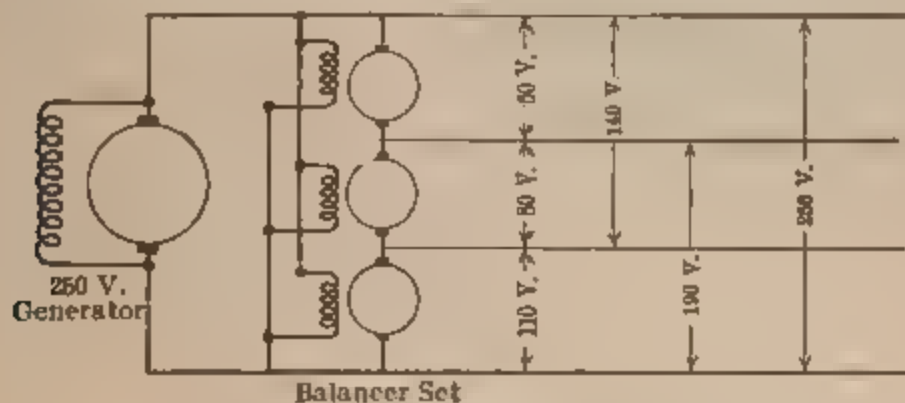 250 V.
Generator
Balancer Set
60 V.
80 V.
110 V.
140 V.
190 V.
250 V.